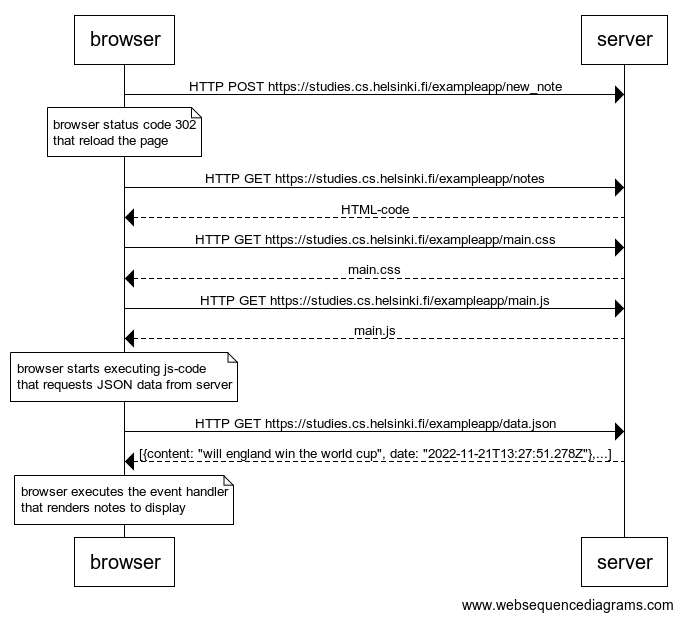 browser
server
HTTP POST https://studies.cs.helsinki.fi/exampleapp/new_note
browser status code 302
that reload the page
HTTP GET https://studies.cs.helsinki.fi/exampleapp/notes
HTML-code
HTTP GET https://studies.cs.helsinki.fi/exampleapp/main.css
main.css
HTTP GET https://studies.cs.helsinki.fi/exampleapp/main.js
main.js
browser starts executing js-code
that requests JSON data from server
HTTP GET https://studies.cs.helsinki.fi/exampleapp/data.json
[{content: "will england win the world cup", date: "2022-11-21T13:27:51.278Z"},...]
browser executes the event handler
that renders notes to display
browser
server
www.websequencediagrams.com